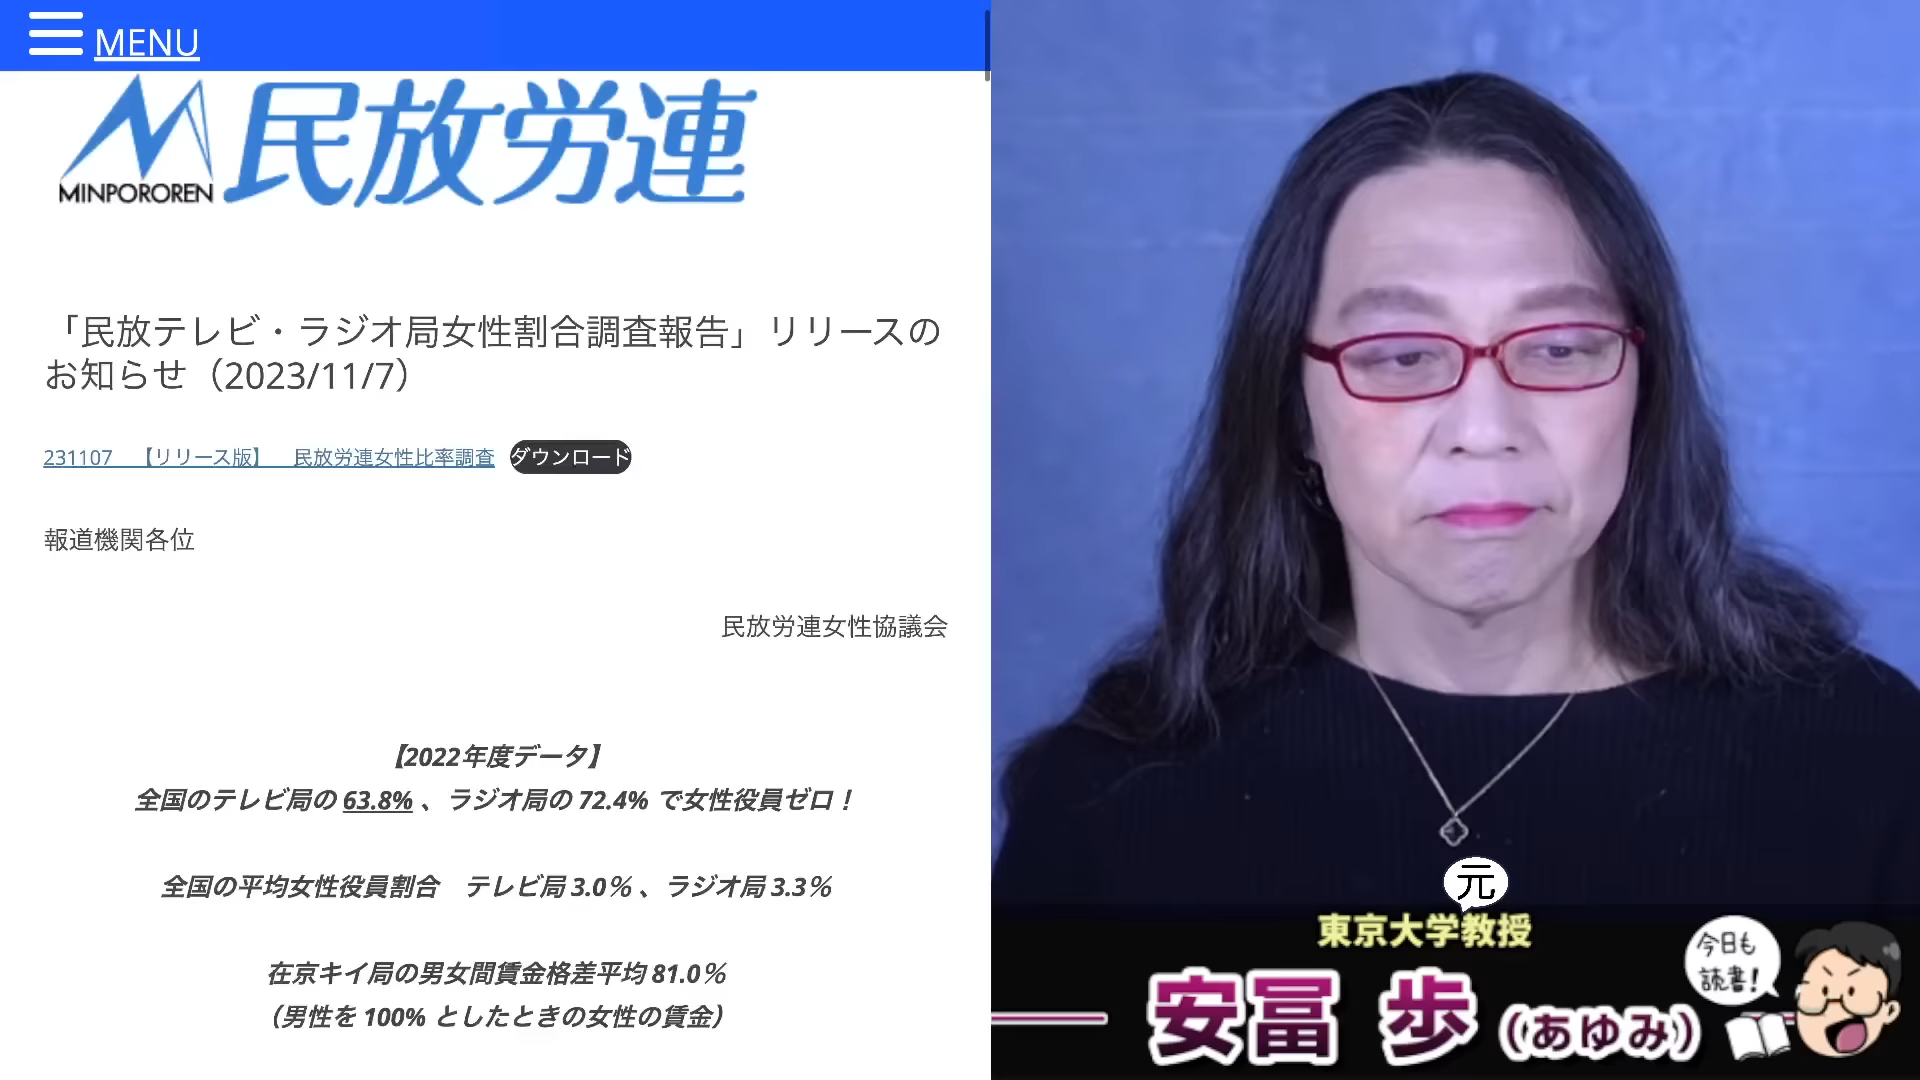 MENU
MINPOROREN
民放労連
「民放テレビ・ラジオ局女性割合調査報告」リリースの
お知らせ（2023/11/7）
231107　【リリース版】　民放労連女性比率調査 ダウンロード
報道機関各位
民放労連女性協議会
【2022年度データ】
全国のテレビ局の 63.8% 、ラジオ局の 72.4% で女性役員ゼロ！
全国の平均女性役員割合　テレビ局 3.0％ 、ラジオ局 3.3％
在京キイ局の男女間賃金格差平均 81.0％
（男性を 100% としたときの女性の賃金）
元
東京大学教授
安冨 歩（あゆみ）
今日も
読書!